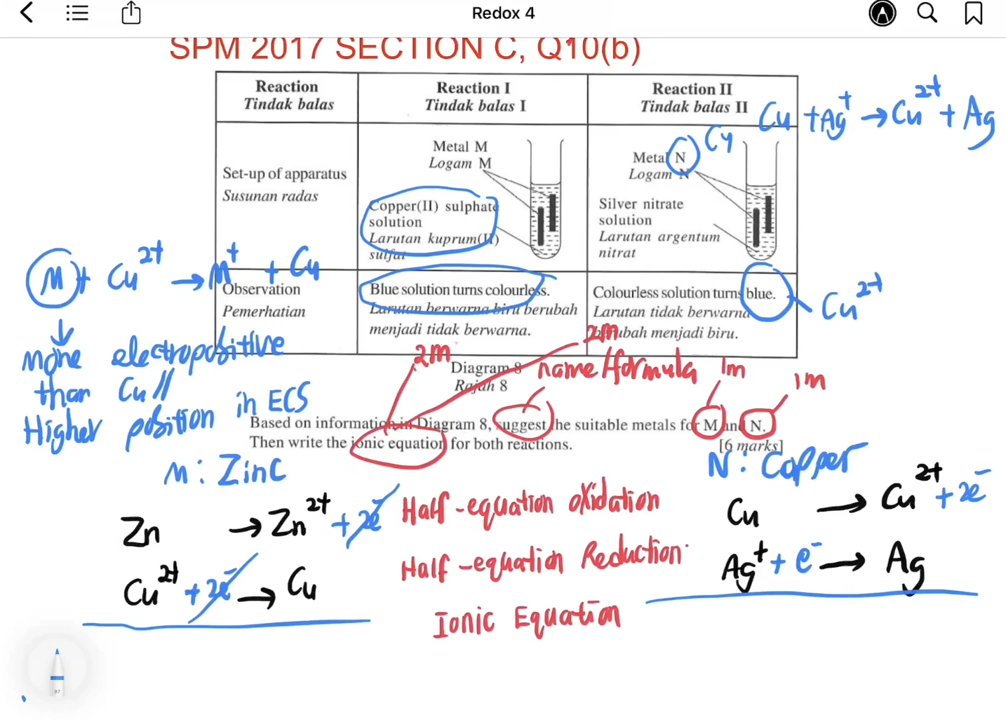 Redox 4
SPM 2017 SECTION C, Q10(b)
Reaction
Tindak balas
Reaction I
Tindak balas I
Reaction II
Tindak balas II
Cu + Ag⁺ → Cu²⁺ + Ag
Cu
Set-up of apparatus
Susunan radas
Metal M
Logam M
Copper(II) sulphate
solution
Larutan kuprum(II)
sulfat
Metal N
Logam N
Silver nitrate
solution
Larutan argentum
nitrat
M + Cu²⁺ → M⁺ + Cu
Observation
Pemerhatian
Blue solution turns colourless.
Larutan berwarna biru berubah
menjadi tidak berwarna.
Colourless solution turns blue.
Larutan tidak berwarna
berubah menjadi biru.
Cu²⁺
↓
more electropositive
than Cu //
Higher position in ECS
2m
2m
Diagram 8
Rajah 8
name/formula
1m
1m
Based on information in Diagram 8, suggest the suitable metals for M and N.
Then write the ionic equation for both reactions.
[6 marks]
M : Zinc
N : Copper
Zn → Zn²⁺ + 2e⁻
Half-equation oxidation
Cu → Cu²⁺ + 2e⁻
Cu²⁺ + 2e⁻ → Cu
Half-equation Reduction
Ag⁺ + e⁻ → Ag
Ionic Equation